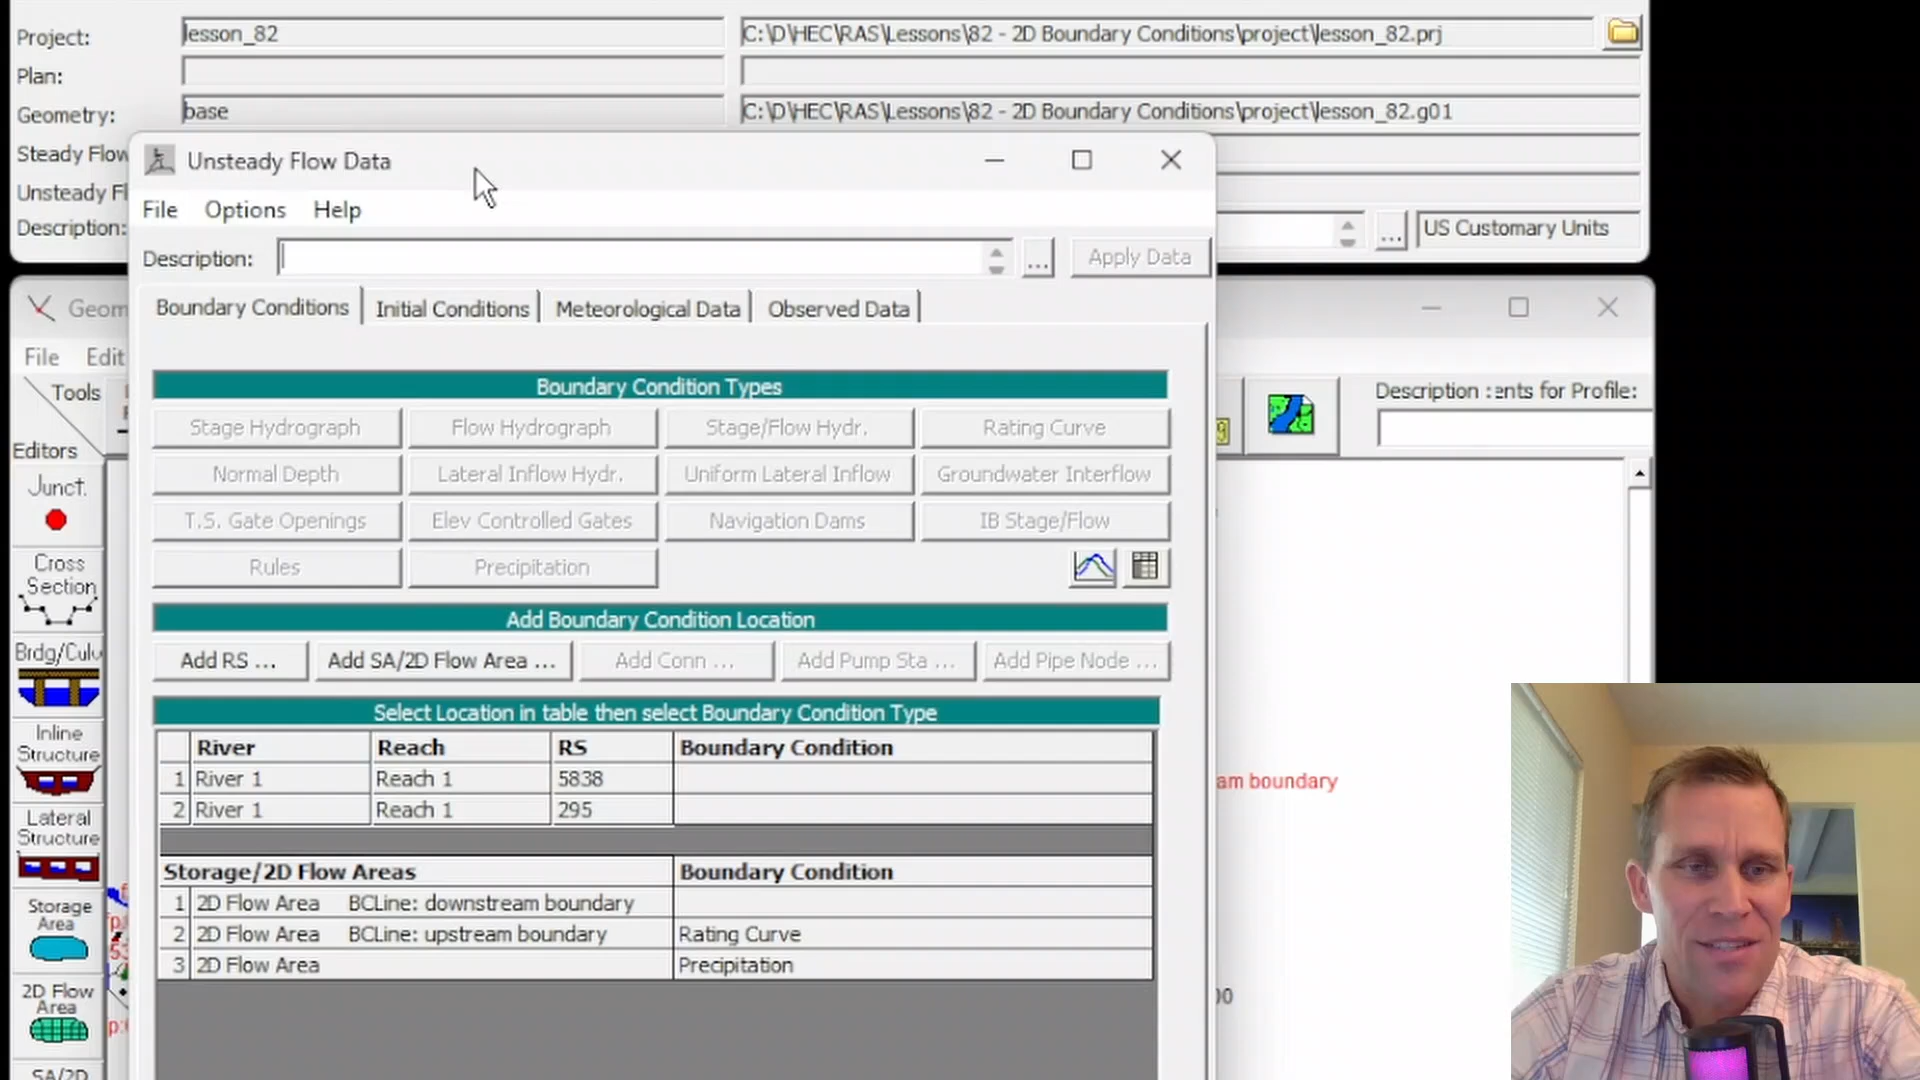 Project: lesson_82 C:\D\HEC\RAS\Lessons\82 - 2D Boundary Conditions\project\lesson_82.prj
Plan:
Geometry: base C:\D\HEC\RAS\Lessons\82 - 2D Boundary Conditions\project\lesson_82.g01
Steady Flow
Unsteady Fl
Description: ... US Customary Units
Unsteady Flow Data
File Options Help
Description: ... Apply Data
Boundary Conditions Initial Conditions Meteorological Data Observed Data
Boundary Condition Types
Stage Hydrograph Flow Hydrograph Stage/Flow Hydr. Rating Curve
Normal Depth Lateral Inflow Hydr. Uniform Lateral Inflow Groundwater Interflow
T.S. Gate Openings Elev Controlled Gates Navigation Dams IB Stage/Flow
Rules Precipitation
Add Boundary Condition Location
Add RS ... Add SA/2D Flow Area ... Add Conn ... Add Pump Sta ... Add Pipe Node ...
Select Location in table then select Boundary Condition Type
River Reach RS Boundary Condition
1 River 1 Reach 1 5838
2 River 1 Reach 1 295
Storage/2D Flow Areas Boundary Condition
1 2D Flow Area BCLine: downstream boundary
2 2D Flow Area BCLine: upstream boundary Rating Curve
3 2D Flow Area Precipitation
Geom
File Edit
Tools
Editors
Junct.
Cross
Section
Brdg/Culv
Inline
Structure
Lateral
Structure
Storage
Area
2D Flow
Area
SA/2D
Description : ents for Profile:
am boundary
00